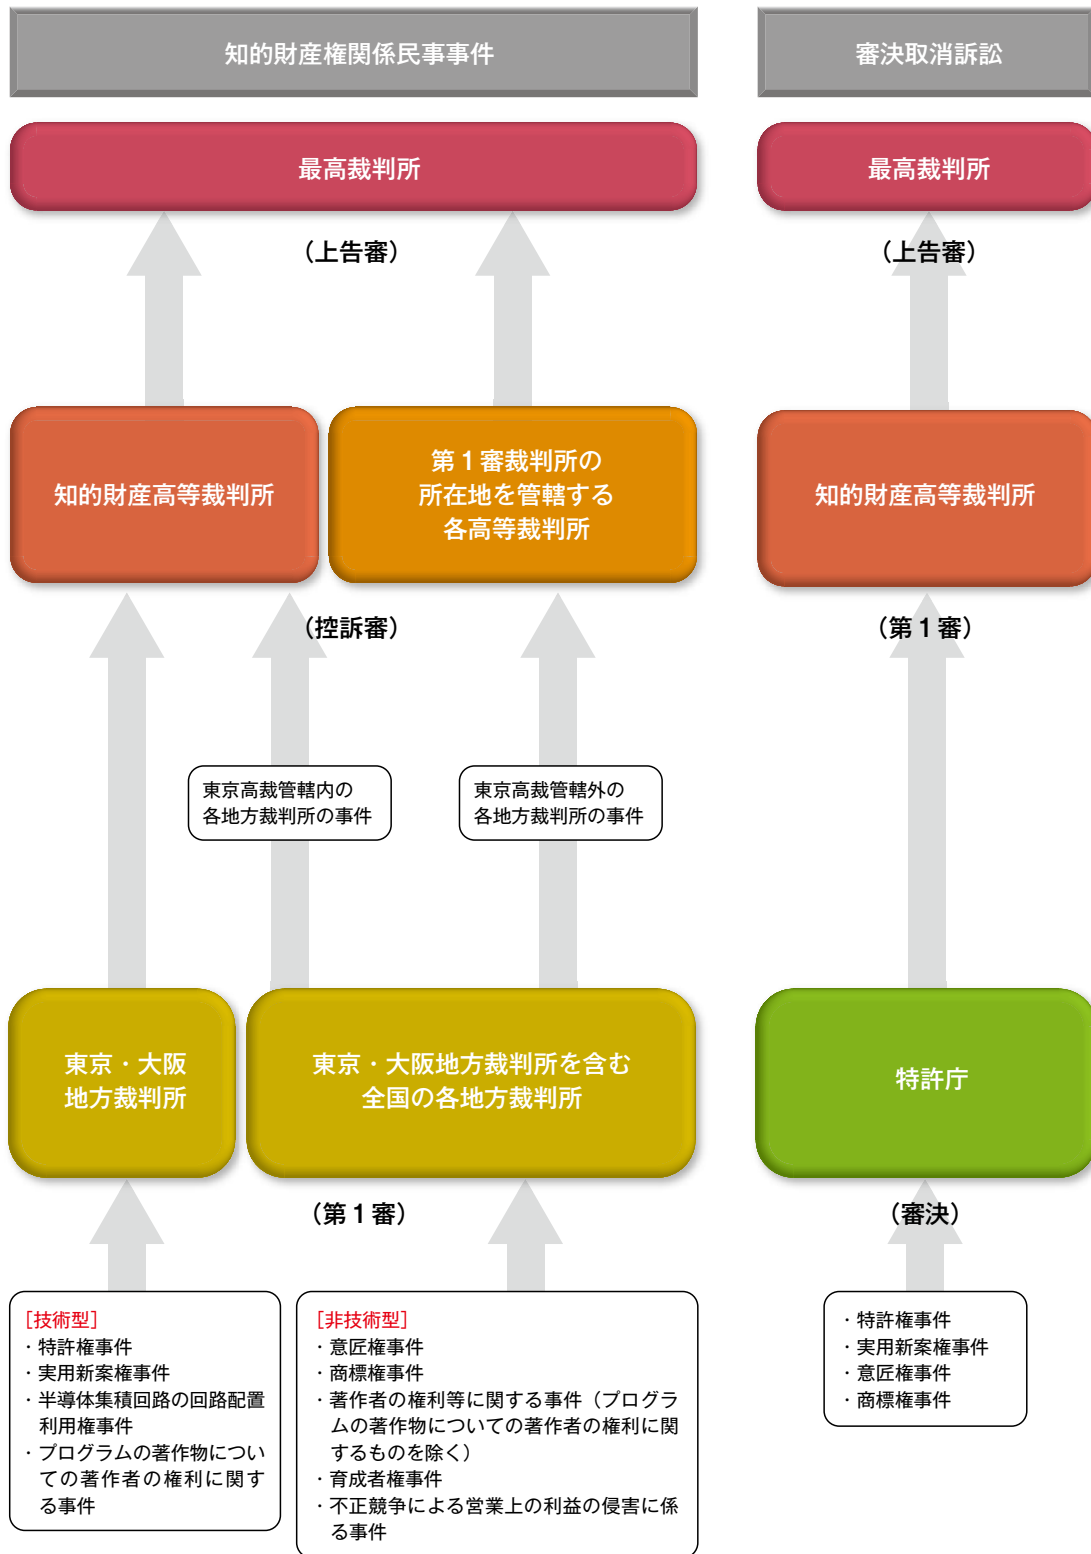 知的財産権関係民事事件
審決取消訴訟
最高裁判所
最高裁判所
（上告審）
（上告審）
知的財産高等裁判所
第１審裁判所の
所在地を管轄する
各高等裁判所
知的財産高等裁判所
（控訴審）
（第１審）
東京高裁管轄内の
各地方裁判所の事件
東京高裁管轄外の
各地方裁判所の事件
東京・大阪
地方裁判所
東京・大阪地方裁判所を含む
全国の各地方裁判所
特許庁
（第１審）
（審決）
［技術型］
・特許権事件
・実用新案権事件
・半導体集積回路の回路配置
利用権事件
・プログラムの著作物につい
ての著作者の権利に関す
る事件
［非技術型］
・意匠権事件
・商標権事件
・著作者の権利等に関する事件（プログラ
ムの著作物についての著作者の権利に関
するものを除く）
・育成者権事件
・不正競争による営業上の利益の侵害に係
る事件
・特許権事件
・実用新案権事件
・意匠権事件
・商標権事件